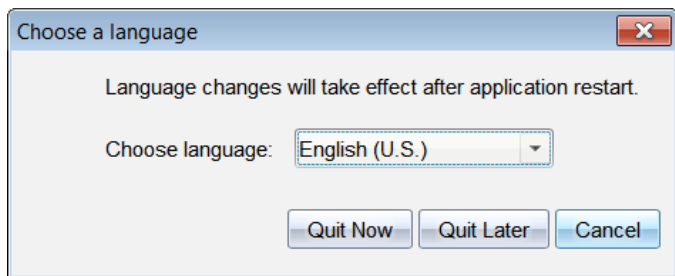 Choose a language
Language changes will take effect after application restart.
Choose language: English (U.S.)
Quit Now Quit Later Cancel